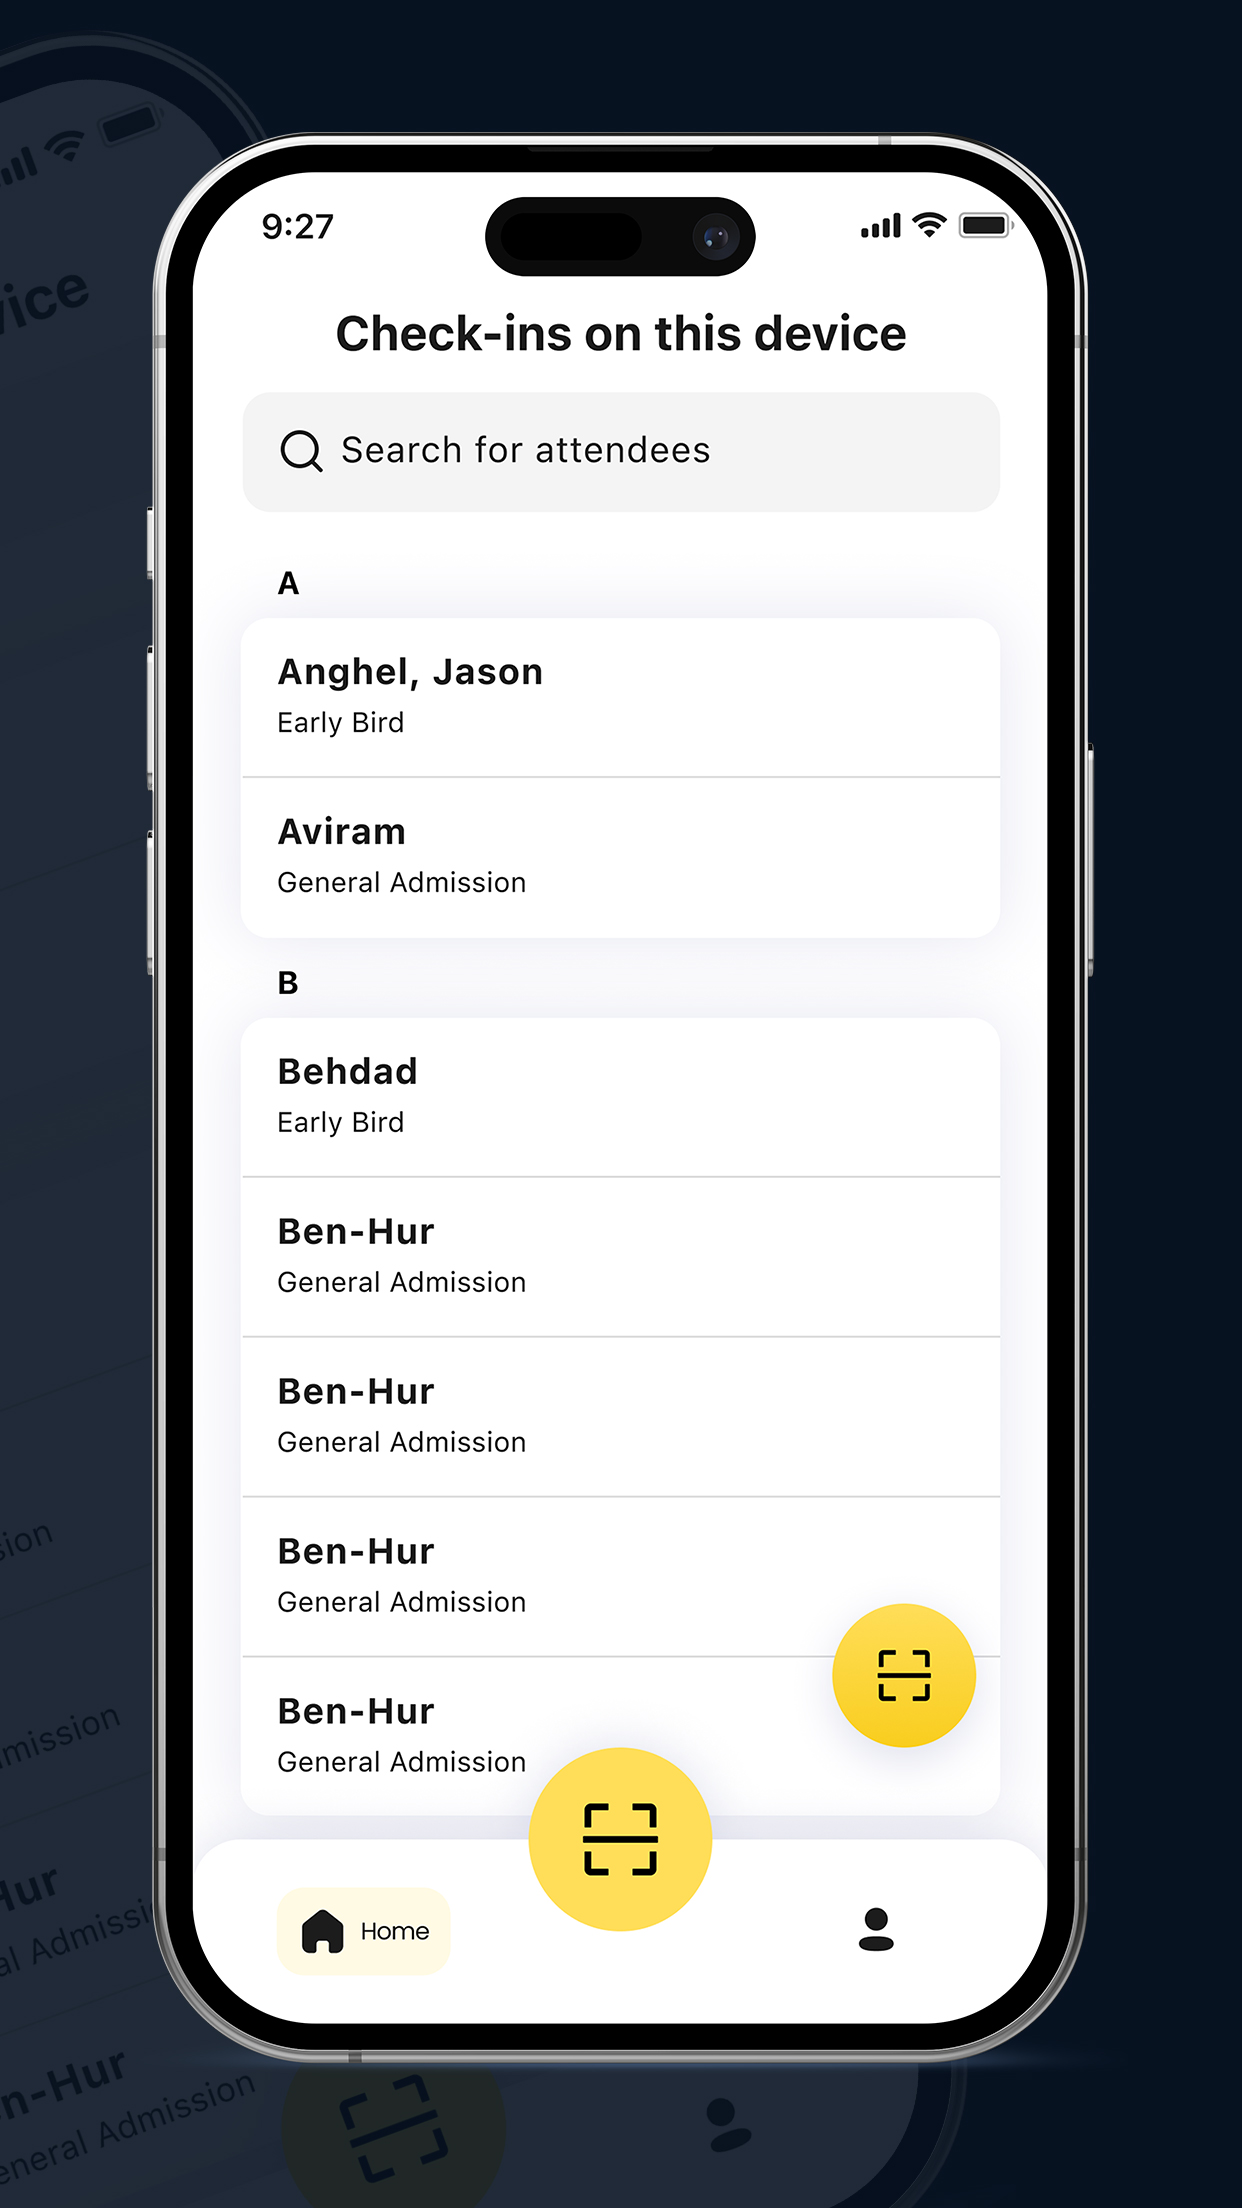 9:27
Check-ins on this device
Search for attendees
A
Anghel, Jason
Early Bird
Aviram
General Admission
B
Behdad
Early Bird
Ben-Hur
General Admission
Ben-Hur
General Admission
Ben-Hur
General Admission
Ben-Hur
General Admission
Home
vice
sion
mission
Hur
al Admissi
n-Hur
eneral Admission